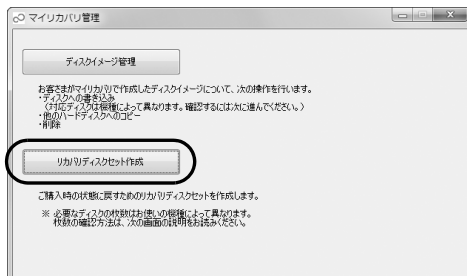 マイリカバリ管理
ディスクイメージ管理
お客さまがマイリカバリで作成したディスクイメージについて、次の操作を行います。
・ディスクへの書き込み
（対応ディスクは機種によって異なります。確認するには次に進んでください。）
・他のハードディスクへのコピー
・削除
リカバリディスクセット作成
ご購入時の状態に戻すためのリカバリディスクセットを作成します。
※ 必要なディスクの枚数はお使いの機種によって異なります。
枚数の確認方法は、次の画面の説明をお読みください。